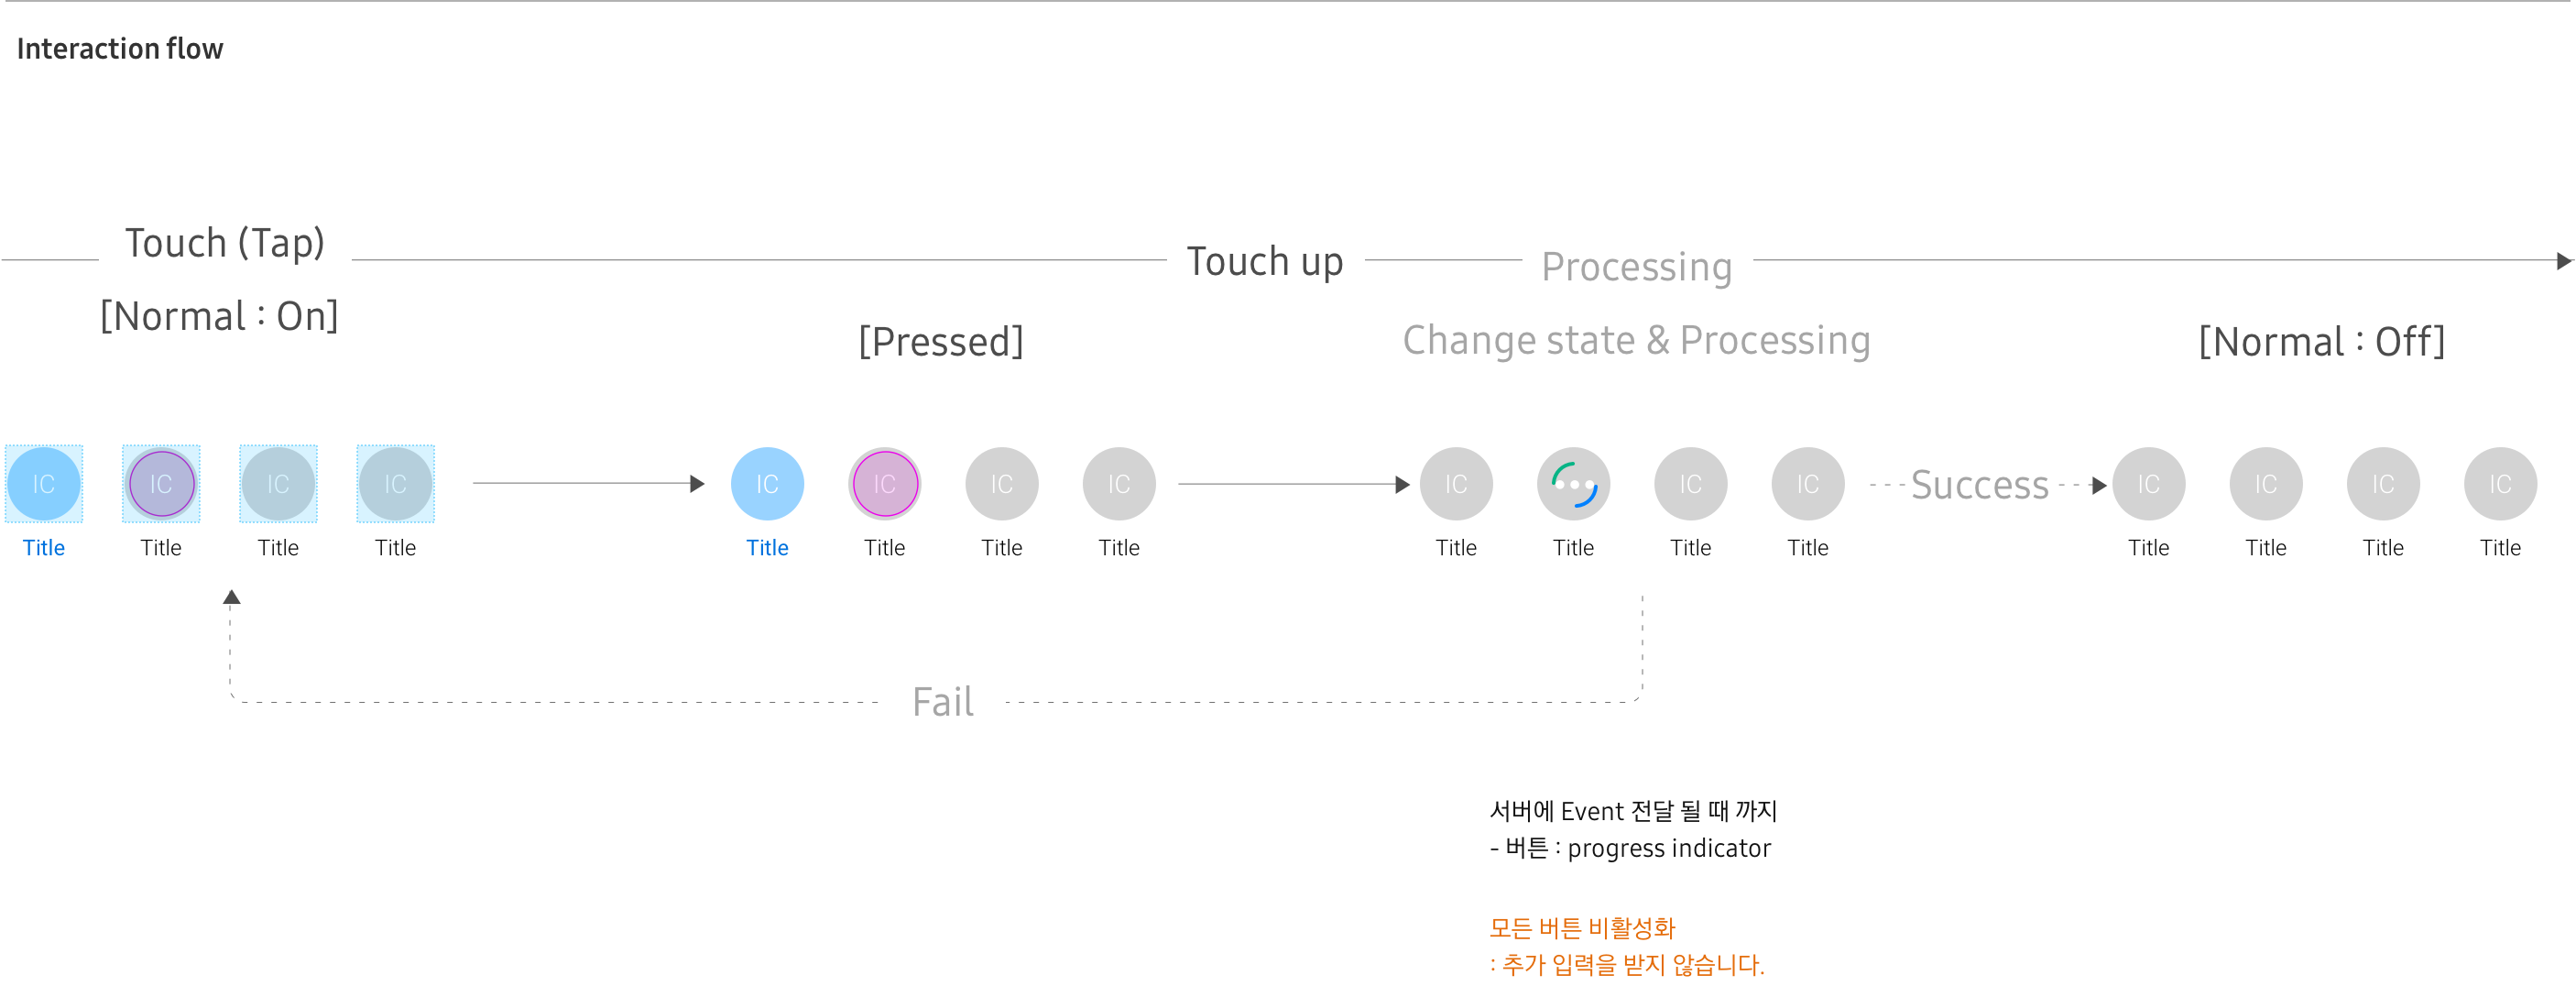 Interaction flow
Touch (Tap)
Touch up
Processing
[Normal : On]
[Pressed]
Change state & Processing
[Normal : Off]
IC IC IC IC
IC IC IC IC
IC IC IC
Success
IC IC IC IC
Title Title Title Title
Title Title Title Title
Title Title Title Title
Title Title Title Title
Fail
서버에 Event 전달 될 때 까지
- 버튼 : progress indicator
모든 버튼 비활성화
: 추가 입력을 받지 않습니다.